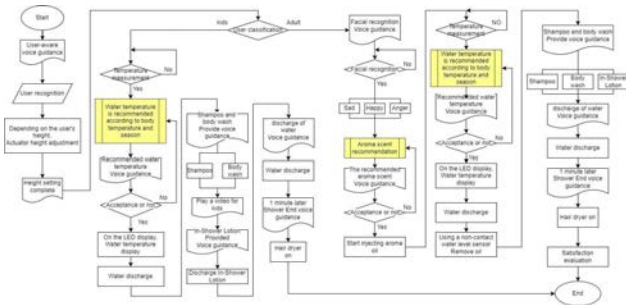 Start
User-aware
voice guidance
User recognition
Depending on the user's
height.
Actuator height adjustment
Height setting
complete
kids
User classification
Adult
Temperature
measurement
No
Yes
Water temperature
is recommended
according to body
temperature and
season
Recommended
water
temperature
Voice guidance
Acceptance or not
No
Yes
On the LED display,
Water temperature
display
Water discharge
Shampoo and
body wash
Provide voice
guidance
Shampoo
Body
wash
Play a video for
kids
In-Shower Lotion
Provided
Voice guidance
Discharge In-Shower
Lotion
discharge of
water Voice
guidance
Water discharge
1 minute later
Shower End voice
guidance
Hair dryer
on
Facial recognition
Voice guidance
Facial recognition
No
Yes
Sad
Happy
Anger
Aroma scent
recommendation
The
recommended
aroma scent
Voice guidance
Acceptance or not
No
Yes
Start injecting aroma
oil
Temperature
measurement
NO
Yes
Water temperature
is recommended
according to body
temperature and
season
Recommended water
temperature Voice
guidance
Acceptance or not
No
Yes
On the LED display,
Water temperature
display
Water discharge
Using a non-contact
water level sensor
Remove oil
Shampoo and body wash
Provide voice guidance
Shampoo
Body
wash
In-Shower
Lotion
discharge of water
Voice guidance
Water discharge
1 minute later
Shower End voice
guidance
Hair dryer on
Satisfaction
evaluation
End